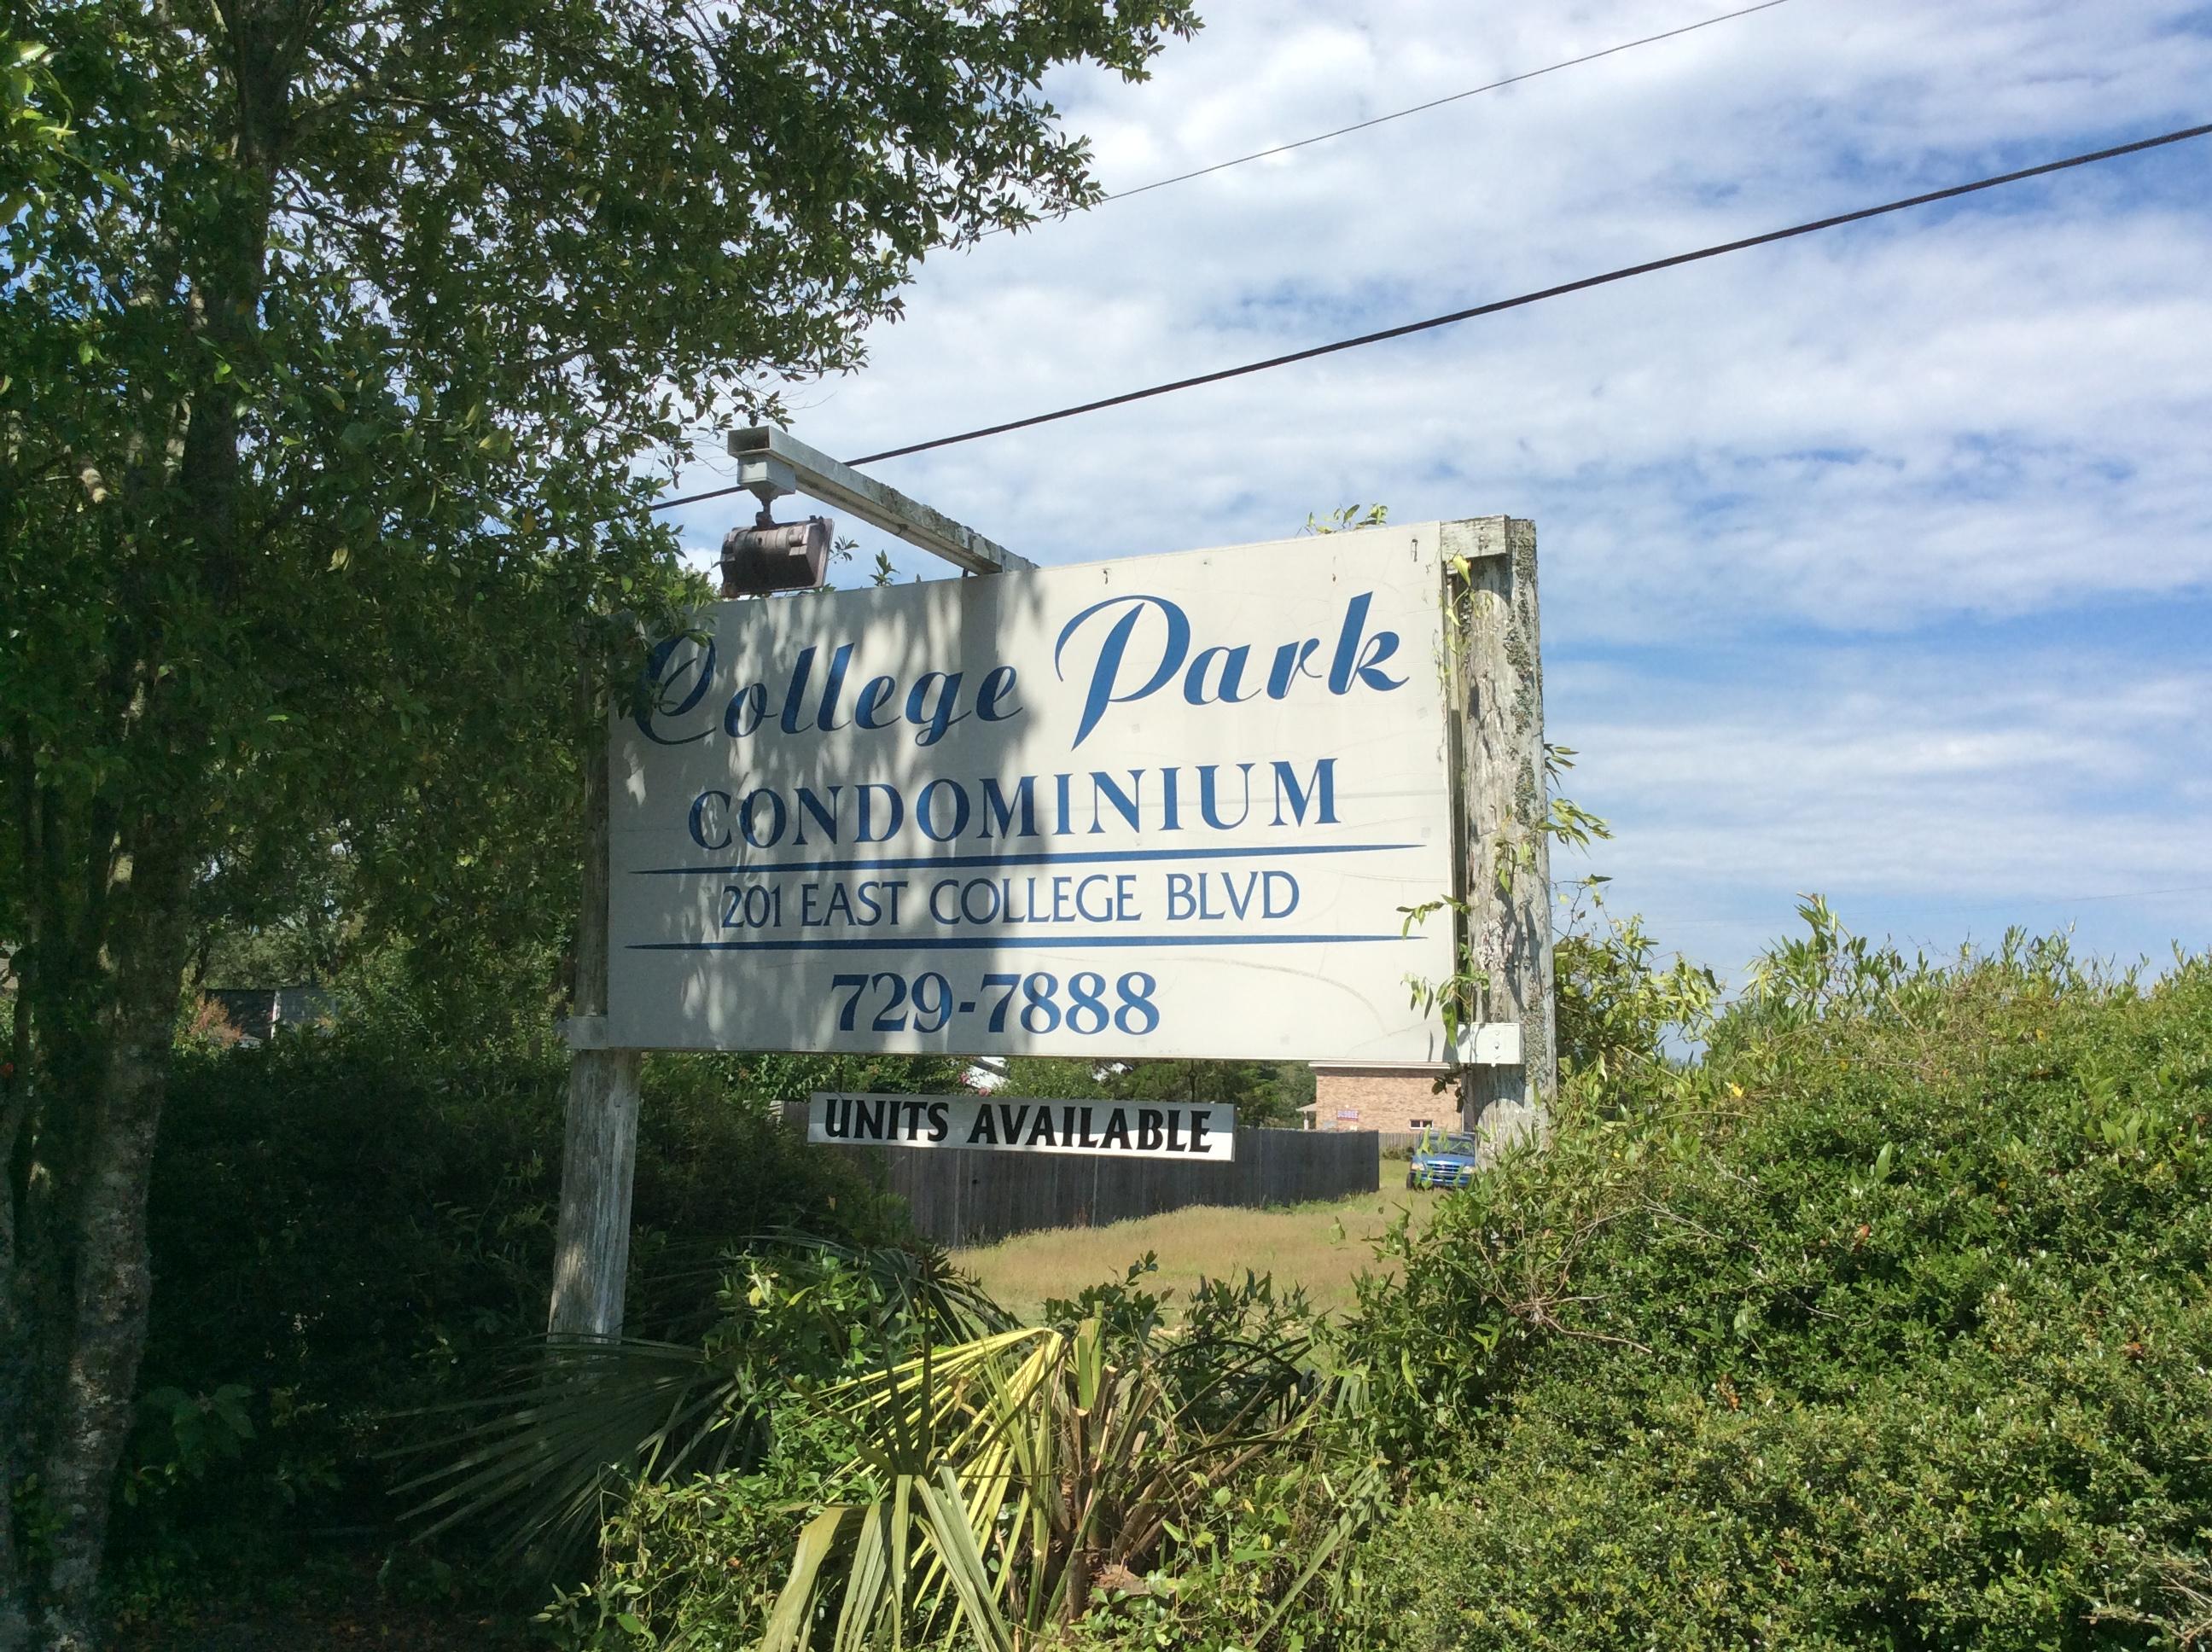 College Park
CONDOMINIUM
201 EAST COLLEGE BLVD
729-7888
UNITS AVAILABLE